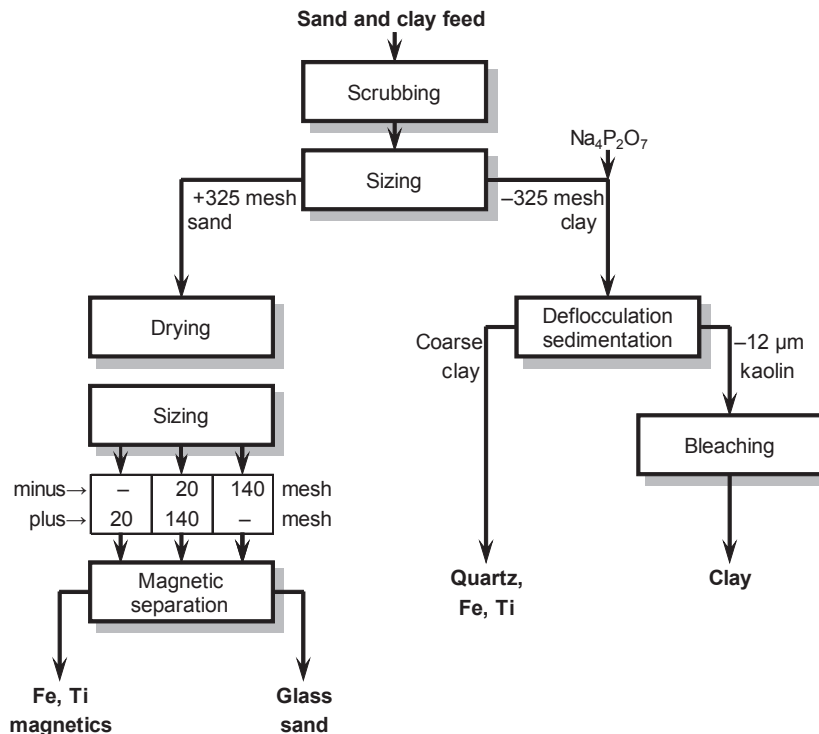 Sand and clay feed
Scrubbing
Na₄P₂O₇
Sizing
+325 mesh
sand
–325 mesh
clay
Drying
Deflocculation
sedimentation
Coarse
clay
–12 µm
kaolin
Sizing
Bleaching
minus→ – 20 140 mesh
plus→ 20 140 – mesh
Magnetic
separation
Quartz,
Fe, Ti
Clay
Fe, Ti
magnetics
Glass
sand